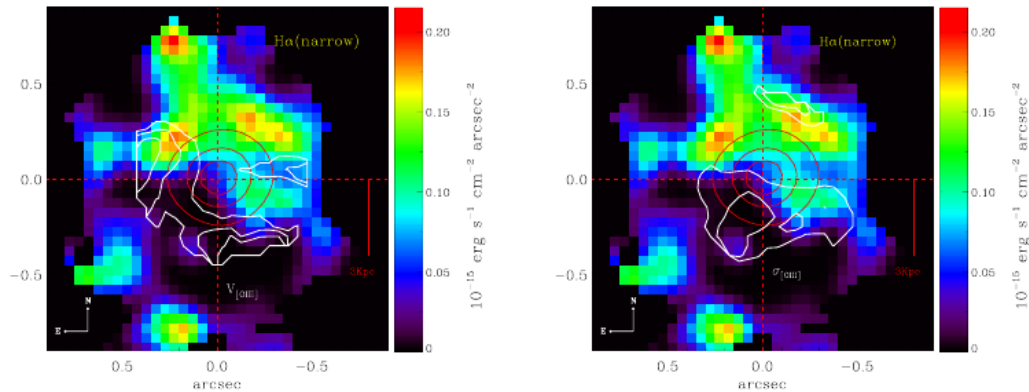 Hα(narrow)
0.5
0.0
−0.5
0.5 0.0 −0.5
arcsec
V[OIII]
3Kpc
N
E
0.20
0.15
0.10
0.05
0
10⁻¹⁵ erg s⁻¹ cm⁻² arcsec⁻²
Hα(narrow)
0.5
0.0
−0.5
0.5 0.0 −0.5
arcsec
σ[OIII]
3Kpc
N
E
0.20
0.15
0.10
0.05
0
10⁻¹⁵ erg s⁻¹ cm⁻² arcsec⁻²